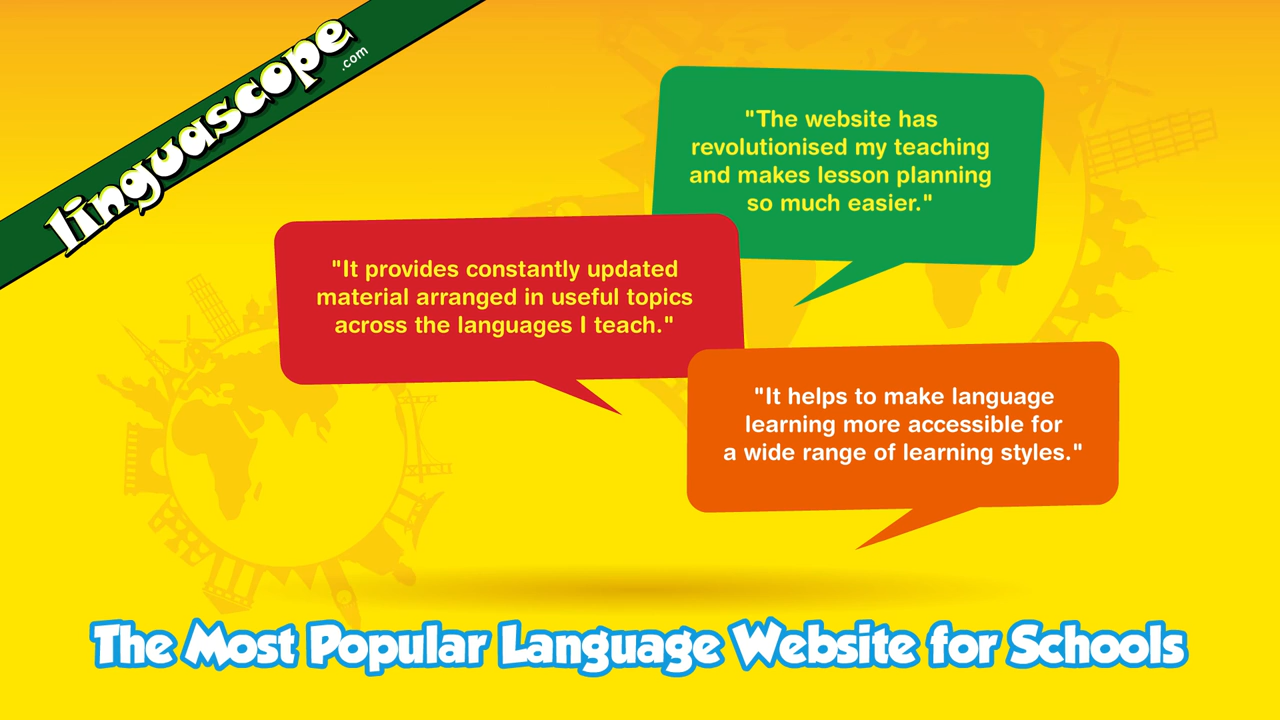 linguascope
.com
"The website has
revolutionised my teaching
and makes lesson planning
so much easier."
"It provides constantly updated
material arranged in useful topics
across the languages I teach."
"It helps to make language
learning more accessible for
a wide range of learning styles."
The Most Popular Language Website for Schools